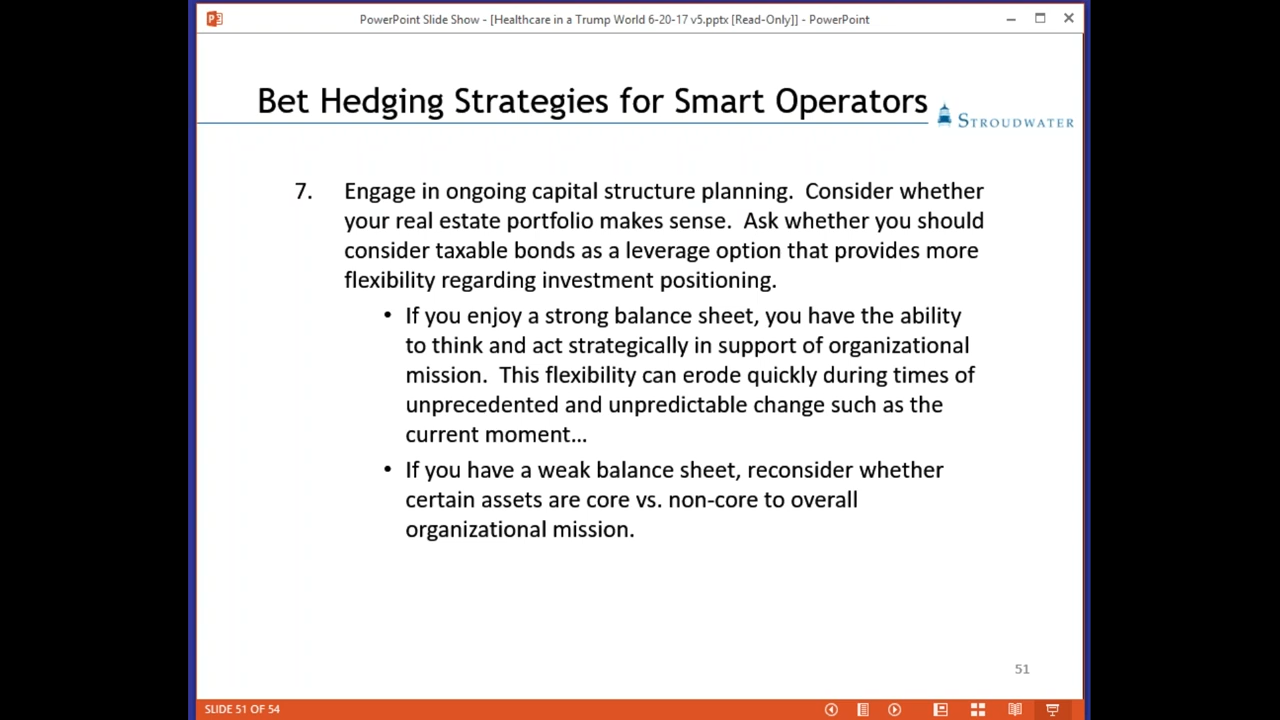 PowerPoint Slide Show - [Healthcare in a Trump World 6-20-17 v5.pptx [Read-Only]] - PowerPoint
Bet Hedging Strategies for Smart Operators
STROUDWATER
7. Engage in ongoing capital structure planning. Consider whether
your real estate portfolio makes sense. Ask whether you should
consider taxable bonds as a leverage option that provides more
flexibility regarding investment positioning.
• If you enjoy a strong balance sheet, you have the ability
to think and act strategically in support of organizational
mission. This flexibility can erode quickly during times of
unprecedented and unpredictable change such as the
current moment…
• If you have a weak balance sheet, reconsider whether
certain assets are core vs. non-core to overall
organizational mission.
51
SLIDE 51 OF 54